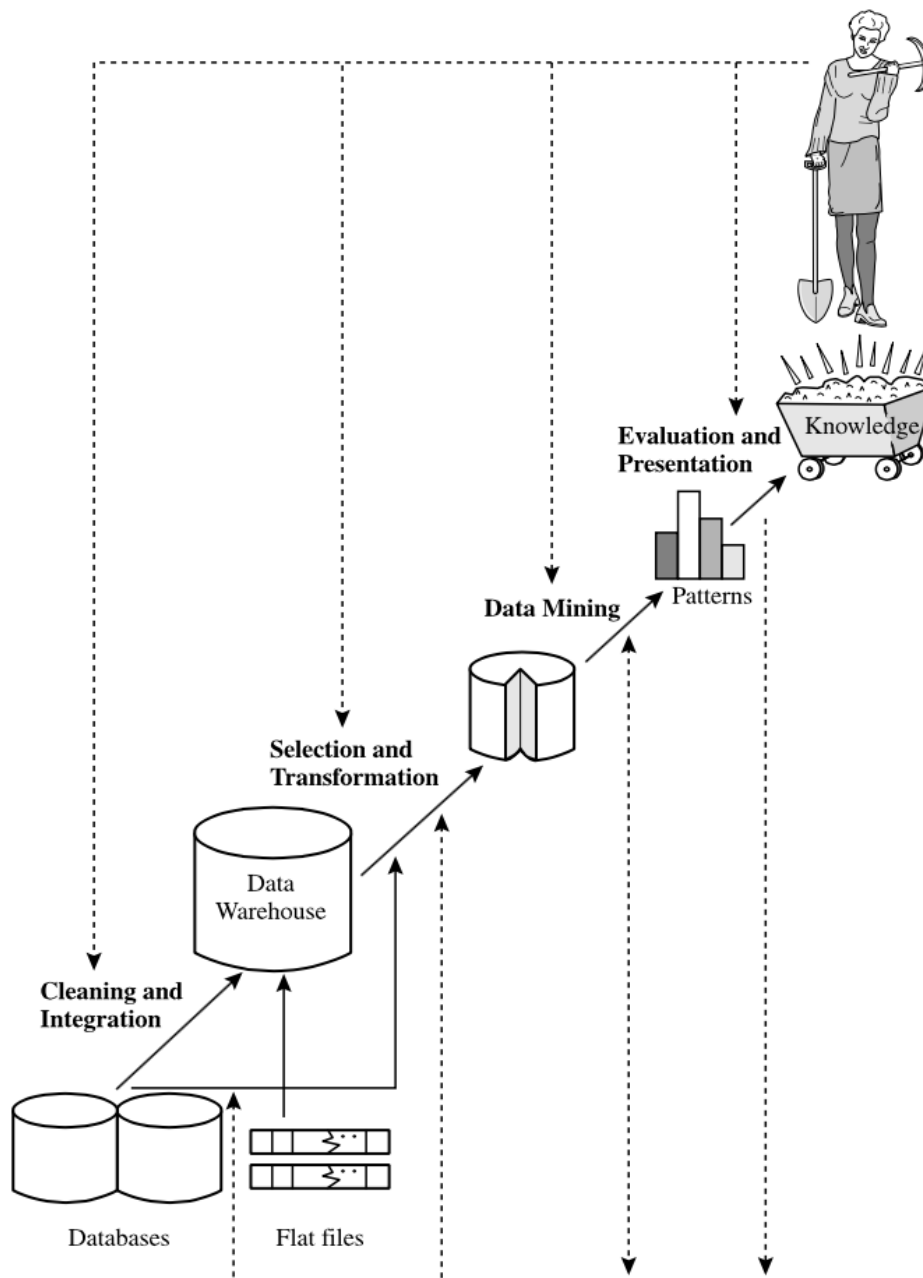 Knowledge
Evaluation and
Presentation
Patterns
Data Mining
Selection and
Transformation
Data
Warehouse
Cleaning and
Integration
Databases
Flat files